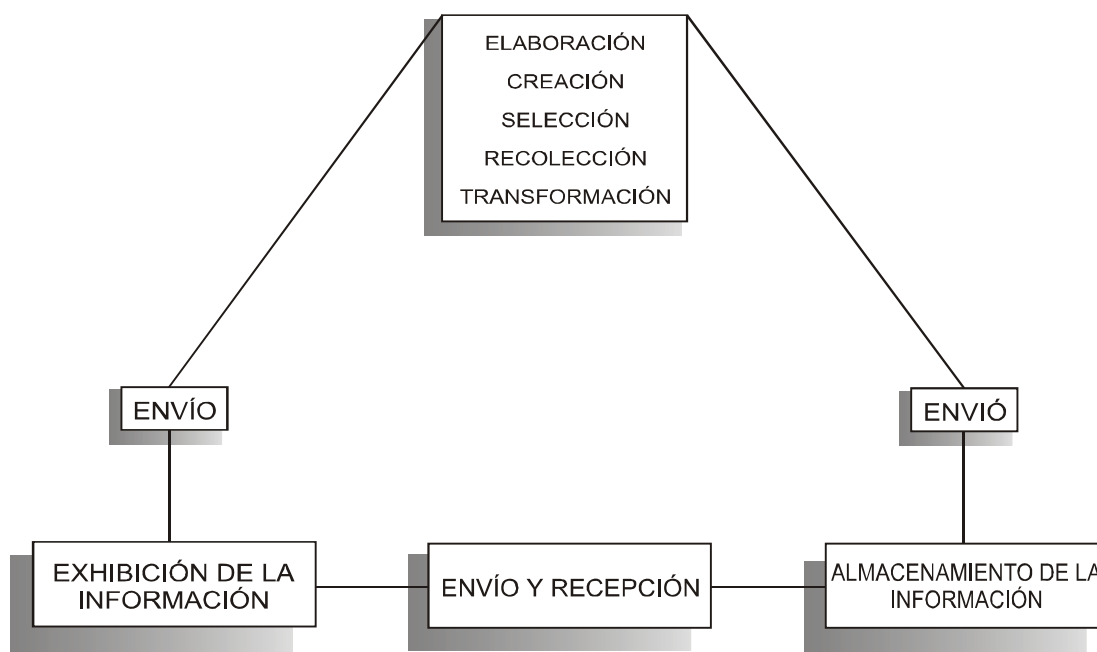 ELABORACIÓN
CREACIÓN
SELECCIÓN
RECOLECCIÓN
TRANSFORMACIÓN
ENVÍO
ENVIÓ
EXHIBICIÓN DE LA
INFORMACIÓN
ENVÍO Y RECEPCIÓN
ALMACENAMIENTO DE LA
INFORMACIÓN